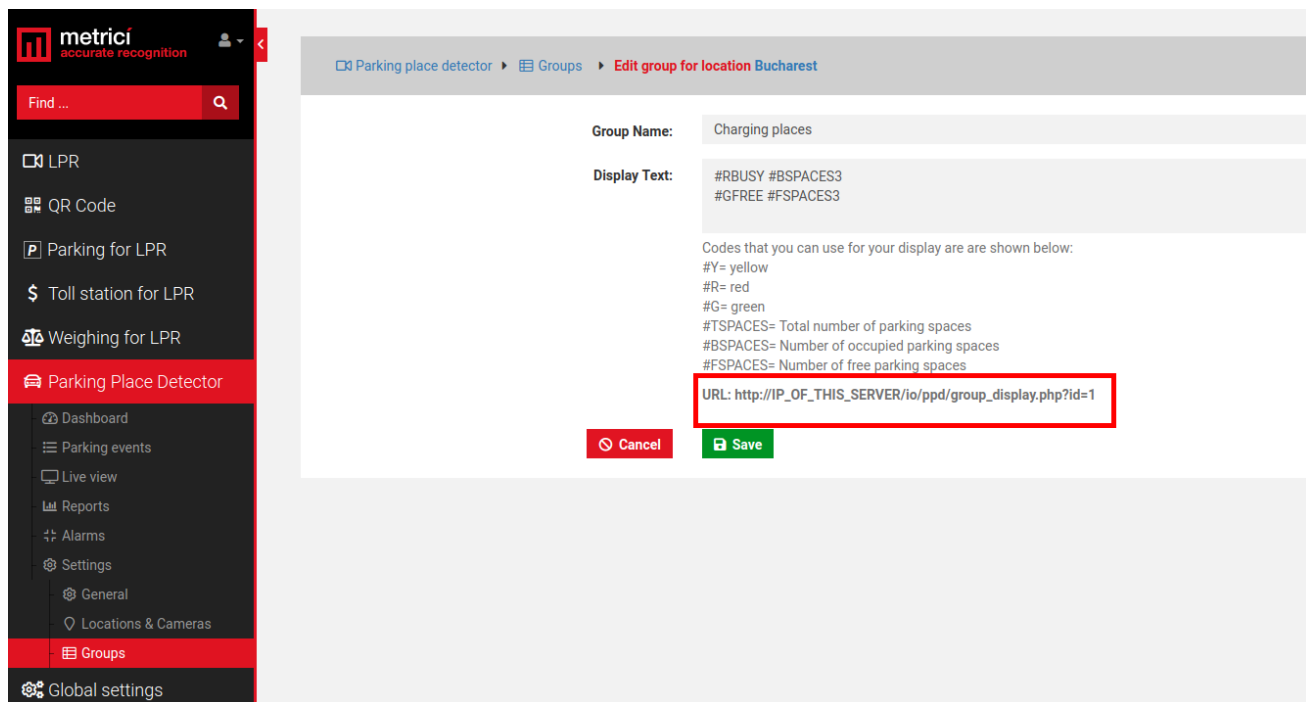 metrici
accurate recognition
Find ...
LPR
QR Code
P Parking for LPR
$ Toll station for LPR
Weighing for LPR
Parking Place Detector
Dashboard
Parking events
Live view
Reports
Alarms
Settings
General
Locations & Cameras
Groups
Global settings
Parking place detector Groups Edit group for location Bucharest
Group Name: Charging places
Display Text: #RBUSY #BSPACES3
#GFREE #FSPACES3
Codes that you can use for your display are are shown below:
#Y= yellow
#R= red
#G= green
#TSPACES= Total number of parking spaces
#BSPACES= Number of occupied parking spaces
#FSPACES= Number of free parking spaces
URL: http://IP_OF_THIS_SERVER/io/ppd/group_display.php?id=1
Cancel Save